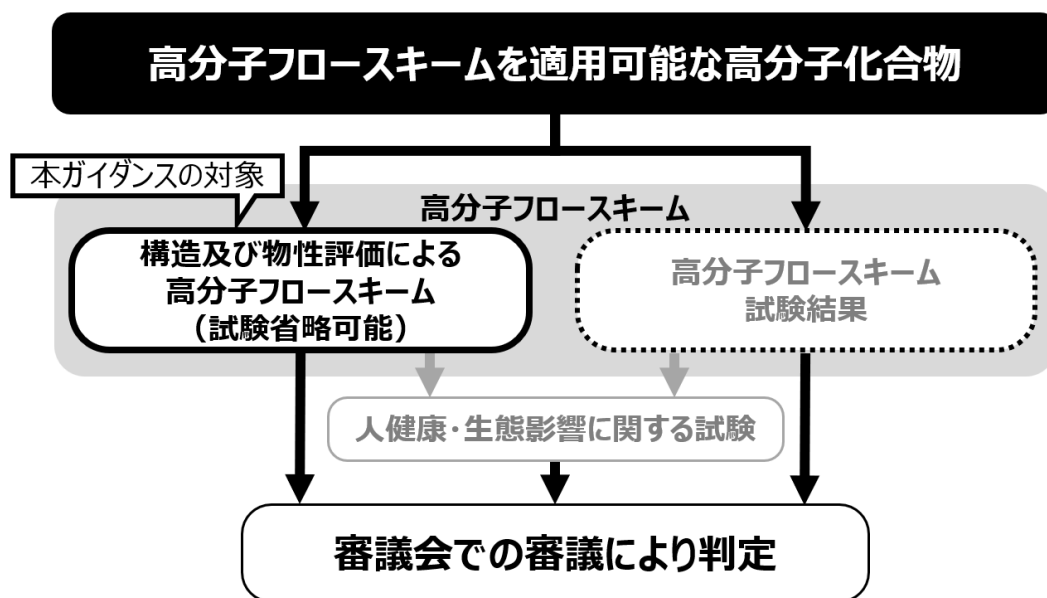 高分子フロースキームを適用可能な高分子化合物
本ガイダンスの対象
高分子フロースキーム
構造及び物性評価による
高分子フロースキーム
（試験省略可能）
高分子フロースキーム
試験結果
人健康・生態影響に関する試験
審議会での審議により判定